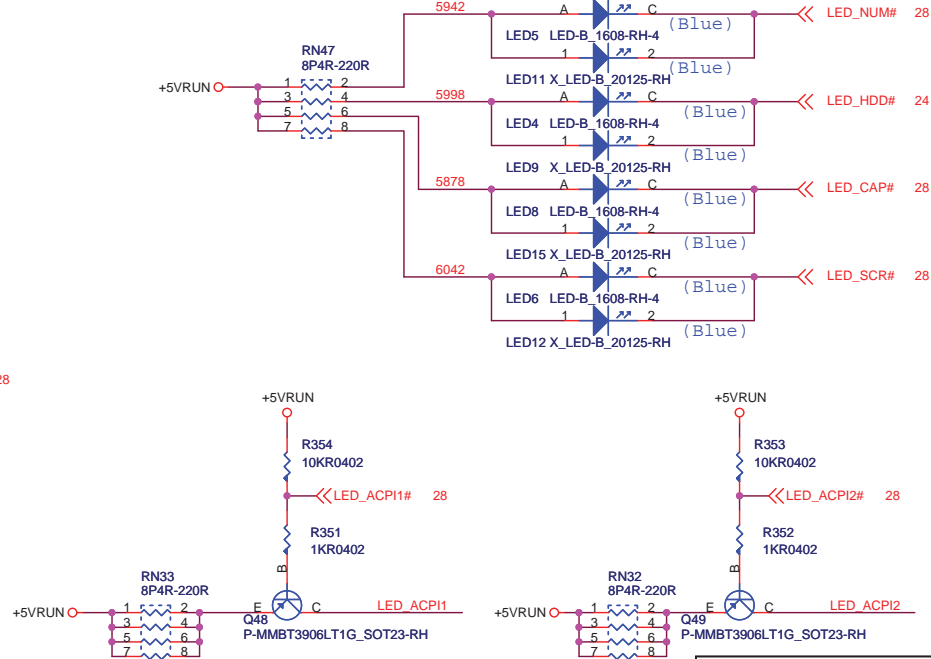 5942 A C (Blue) LED_NUM# 28
LED5 LED-B_1608-RH-4
RN47
8P4R-220R
1 2 (Blue)
LED11 X_LED-B_20125-RH
+5VRUN 1 2
3 4
5 6
7 8
5998 A C (Blue) LED_HDD# 24
LED4 LED-B_1608-RH-4
1 2 (Blue)
LED9 X_LED-B_20125-RH
5878 A C (Blue) LED_CAP# 28
LED8 LED-B_1608-RH-4
1 2 (Blue)
LED15 X_LED-B_20125-RH
6042 A C (Blue) LED_SCR# 28
LED6 LED-B_1608-RH-4
1 2 (Blue)
LED12 X_LED-B_20125-RH
28
+5VRUN
R354
10KR0402
LED_ACPI1# 28
R351
1KR0402
B
RN33
8P4R-220R
+5VRUN 1 2 E C LED_ACPI1
3 4
5 6
7 8
Q48
P-MMBT3906LT1G_SOT23-RH
+5VRUN
R353
10KR0402
LED_ACPI2# 28
R352
1KR0402
B
RN32
8P4R-220R
+5VRUN 1 2 E C LED_ACPI2
3 4
5 6
7 8
Q49
P-MMBT3906LT1G_SOT23-RH